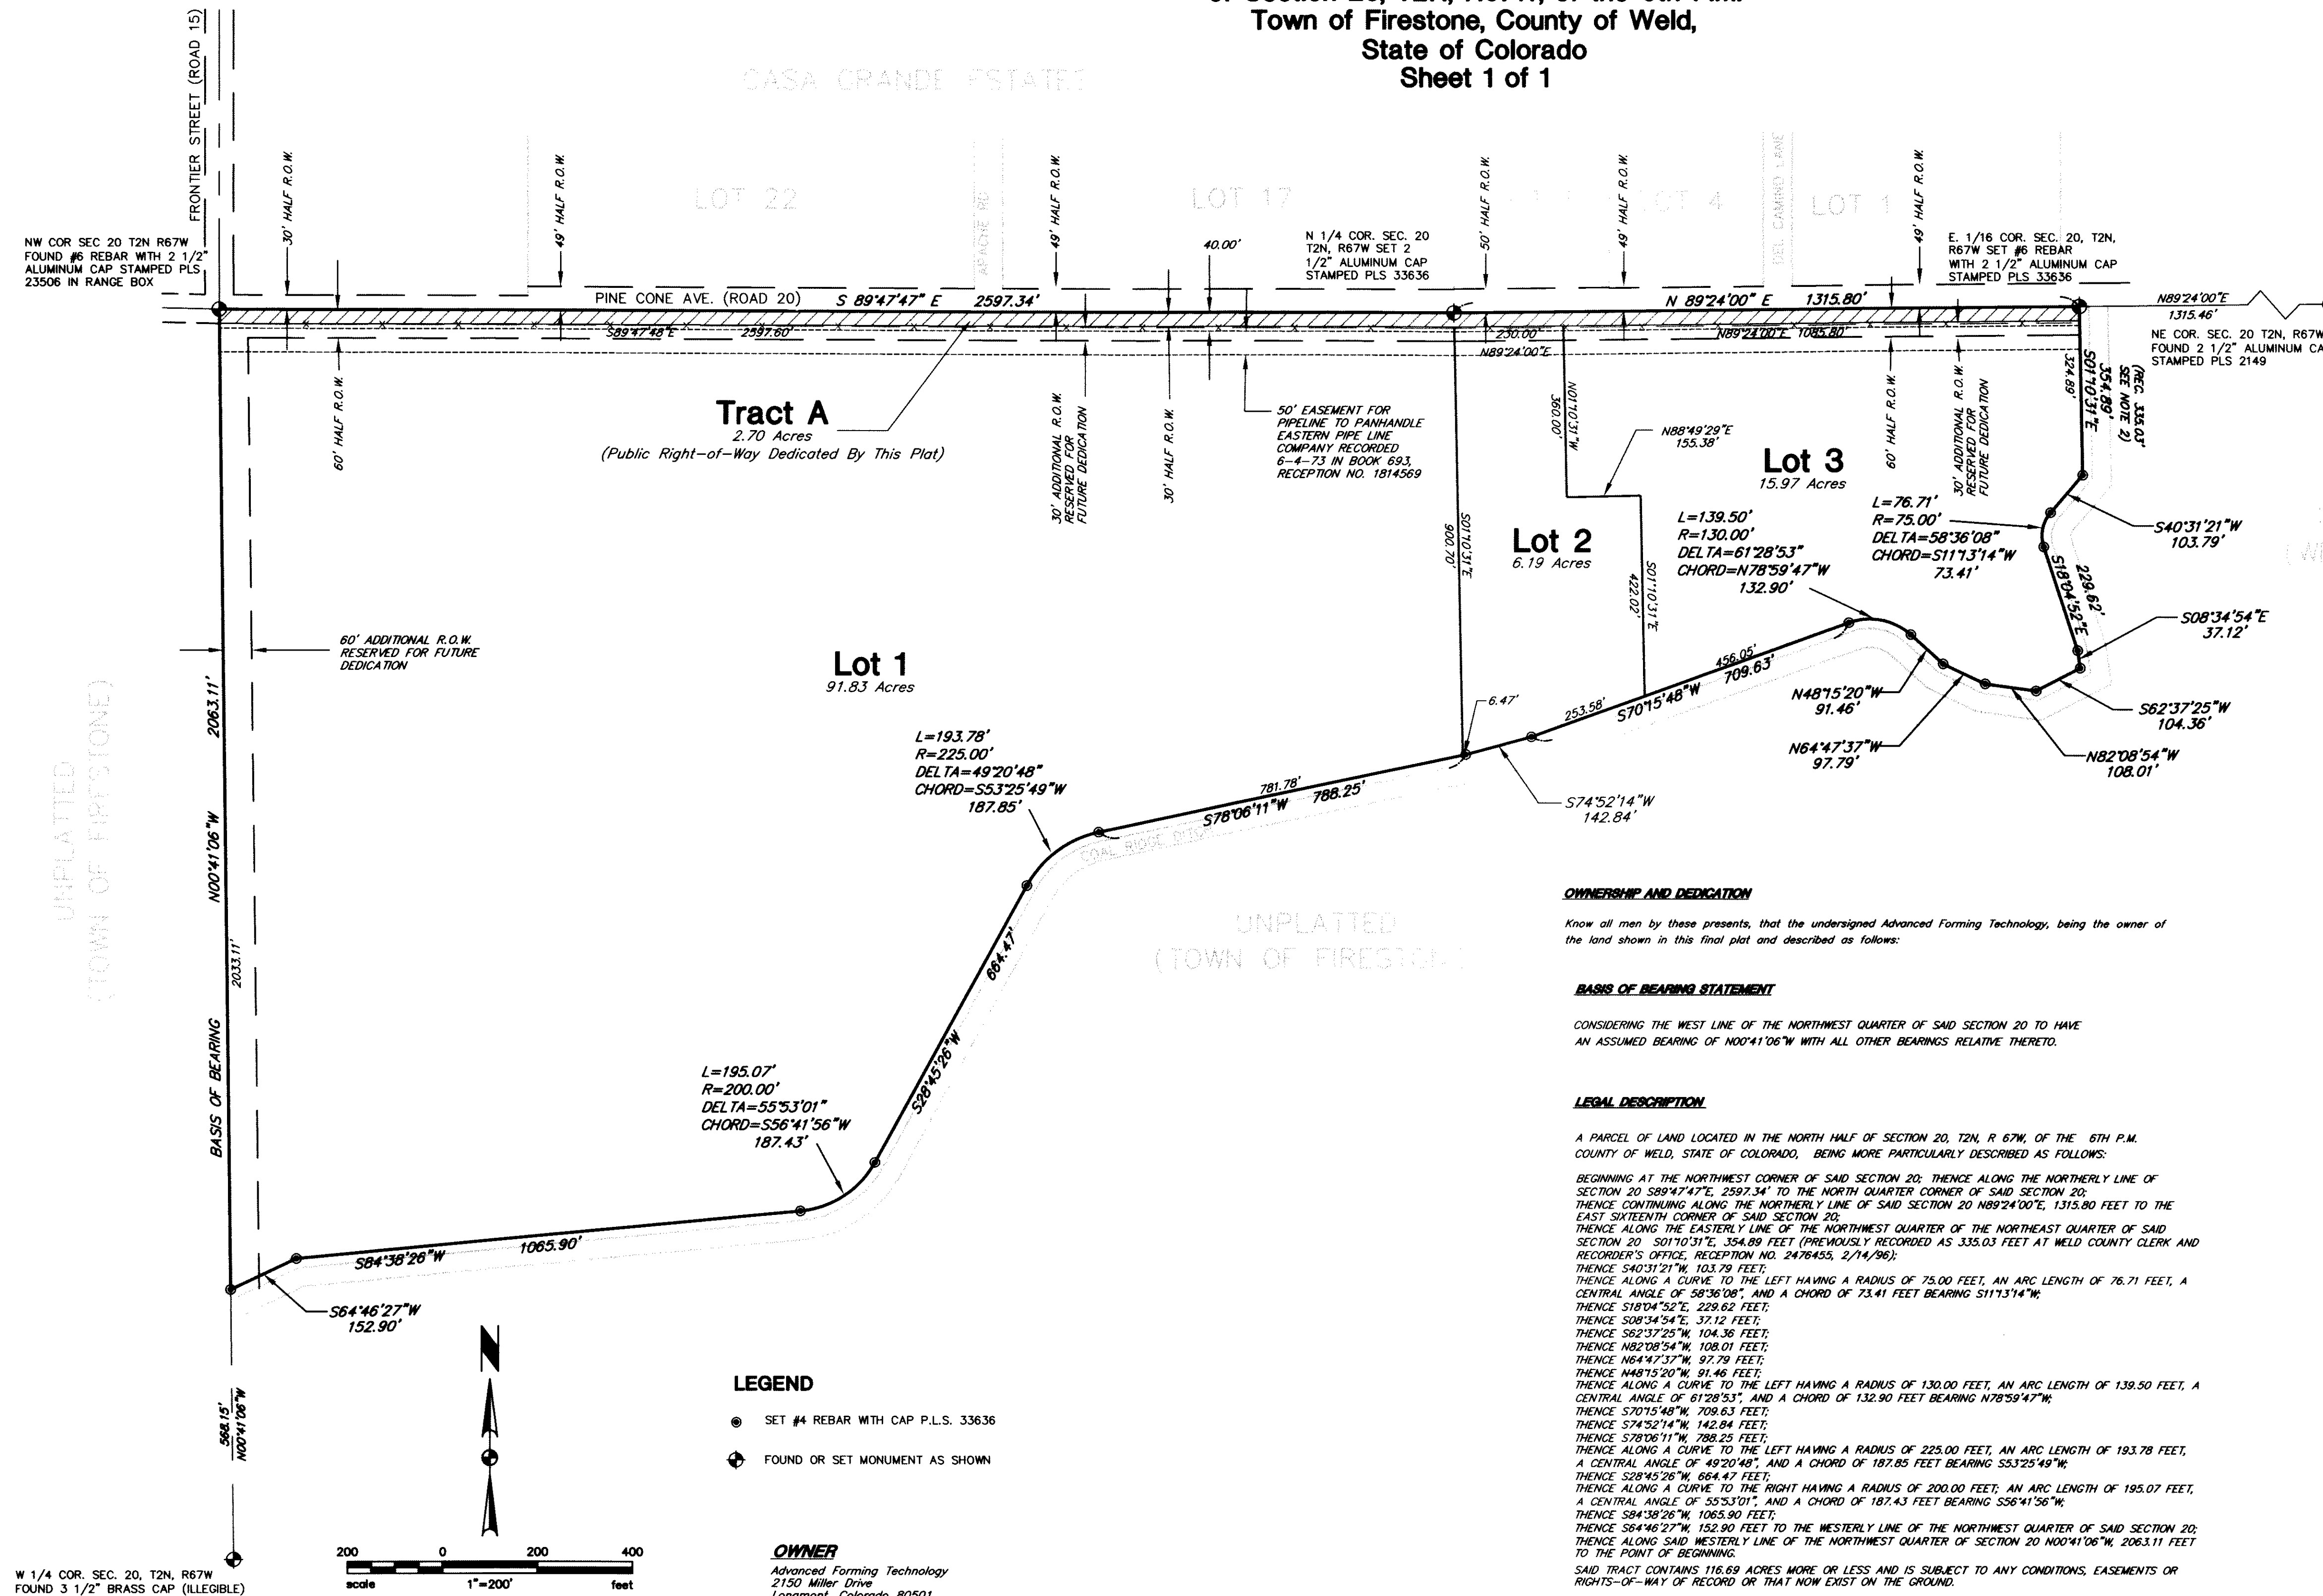 of Section 20, T2N, R67W, of the 6th P.M.
Town of Firestone, County of Weld,
State of Colorado
Sheet 1 of 1
CASA GRANDE ESTATES
FRONTIER STREET (ROAD 15)
30' HALF R.O.W.
49' HALF R.O.W.
LOT 22
APACHE RD
49' HALF R.O.W.
LOT 17
40.00'
50' HALF R.O.W.
49' HALF R.O.W.
LOT 4
DEL CAMINO LANE
LOT 1
49' HALF R.O.W.
NW COR SEC 20 T2N R67W
FOUND #6 REBAR WITH 2 1/2"
ALUMINUM CAP STAMPED PLS
23506 IN RANGE BOX
N 1/4 COR. SEC. 20
T2N, R67W SET 2
1/2" ALUMINUM CAP
STAMPED PLS 33636
E. 1/16 COR. SEC. 20, T2N,
R67W SET #6 REBAR
WITH 2 1/2" ALUMINUM CAP
STAMPED PLS 33636
PINE CONE AVE. (ROAD 20) S 89°47'47" E 2597.34'
N 89°24'00" E 1315.80'
N89°24'00"E
1315.46'
NE COR. SEC. 20 T2N, R67W
FOUND 2 1/2" ALUMINUM CA
STAMPED PLS 2149
S89°47'48"E 2597.60'
230.00'
N89°24'00"E
N89°24'00"E 1085.80'
60' HALF R.O.W.
Tract A
2.70 Acres
(Public Right-of-Way Dedicated By This Plat)
30' ADDITIONAL R.O.W.
RESERVED FOR
FUTURE DEDICATION
30' HALF R.O.W.
50' EASEMENT FOR
PIPELINE TO PANHANDLE
EASTERN PIPE LINE
COMPANY RECORDED
6-4-73 IN BOOK 693,
RECEPTION NO. 1814569
N01°10'31"W
360.00'
N88°49'29"E
155.38'
Lot 3
15.97 Acres
60' HALF R.O.W.
30' ADDITIONAL R.O.W.
RESERVED FOR
FUTURE DEDICATION
324.89'
S01°10'31"E
354.89'
(REC. 335.03'
SEE NOTE 2)
L=139.50'
R=130.00'
DELTA=61°28'53"
CHORD=N78°59'47"W
132.90'
L=76.71'
R=75.00'
DELTA=58°36'08"
CHORD=S11°13'14"W
73.41'
S40°31'21"W
103.79'
S18°04'52"E
229.62'
S08°34'54"E
37.12'
S62°37'25"W
104.36'
N82°08'54"W
108.01'
N48°15'20"W
91.46'
N64°47'37"W
97.79'
Lot 2
6.19 Acres
S01°10'31"E
900.70'
S01°10'31"E
422.02'
456.05'
S70°15'48"W 709.63'
253.58'
6.47'
S74°52'14"W
142.84'
60' ADDITIONAL R.O.W.
RESERVED FOR FUTURE
DEDICATION
Lot 1
91.83 Acres
UNPLATTED
(TOWN OF FIRESTONE)
BASIS OF BEARING N00°41'06"W 2063.11'
2033.11'
L=193.78'
R=225.00'
DELTA=49°20'48"
CHORD=S53°25'49"W
187.85'
781.78'
S78°06'11"W 788.25'
COAL RIDGE DITCH
UNPLATTED
(TOWN OF FIRESTON
S28°45'26"W 664.47'
L=195.07'
R=200.00'
DELTA=55°53'01"
CHORD=S56°41'56"W
187.43'
S84°38'26"W 1065.90'
S64°46'27"W
152.90'
568.15'
N00°41'06"W
W 1/4 COR. SEC. 20, T2N, R67W
FOUND 3 1/2" BRASS CAP (ILLEGIBLE)
N
200 0 200 400
scale 1"=200' feet
LEGEND
SET #4 REBAR WITH CAP P.L.S. 33636
FOUND OR SET MONUMENT AS SHOWN
OWNER
Advanced Forming Technology
2150 Miller Drive
Longmont, Colorado 80501
OWNERSHIP AND DEDICATION
Know all men by these presents, that the undersigned Advanced Forming Technology, being the owner of
the land shown in this final plat and described as follows:
BASIS OF BEARING STATEMENT
CONSIDERING THE WEST LINE OF THE NORTHWEST QUARTER OF SAID SECTION 20 TO HAVE
AN ASSUMED BEARING OF N00°41'06"W WITH ALL OTHER BEARINGS RELATIVE THERETO.
LEGAL DESCRIPTION
A PARCEL OF LAND LOCATED IN THE NORTH HALF OF SECTION 20, T2N, R 67W, OF THE 6TH P.M.
COUNTY OF WELD, STATE OF COLORADO, BEING MORE PARTICULARLY DESCRIBED AS FOLLOWS:
BEGINNING AT THE NORTHWEST CORNER OF SAID SECTION 20; THENCE ALONG THE NORTHERLY LINE OF
SECTION 20 S89°47'47"E, 2597.34' TO THE NORTH QUARTER CORNER OF SAID SECTION 20;
THENCE CONTINUING ALONG THE NORTHERLY LINE OF SAID SECTION 20 N89°24'00"E, 1315.80 FEET TO THE
EAST SIXTEENTH CORNER OF SAID SECTION 20;
THENCE ALONG THE EASTERLY LINE OF THE NORTHWEST QUARTER OF THE NORTHEAST QUARTER OF SAID
SECTION 20 S01°10'31"E, 354.89 FEET (PREVIOUSLY RECORDED AS 335.03 FEET AT WELD COUNTY CLERK AND
RECORDER'S OFFICE, RECEPTION NO. 2476455, 2/14/96);
THENCE S40°31'21"W, 103.79 FEET;
THENCE ALONG A CURVE TO THE LEFT HAVING A RADIUS OF 75.00 FEET, AN ARC LENGTH OF 76.71 FEET, A
CENTRAL ANGLE OF 58°36'08", AND A CHORD OF 73.41 FEET BEARING S11°13'14"W;
THENCE S18°04"52"E, 229.62 FEET;
THENCE S08°34'54"E, 37.12 FEET;
THENCE S62°37'25"W, 104.36 FEET;
THENCE N82°08'54"W, 108.01 FEET;
THENCE N64°47'37"W, 97.79 FEET;
THENCE N48°15'20"W, 91.46 FEET;
THENCE ALONG A CURVE TO THE LEFT HAVING A RADIUS OF 130.00 FEET, AN ARC LENGTH OF 139.50 FEET, A
CENTRAL ANGLE OF 61°28'53", AND A CHORD OF 132.90 FEET BEARING N78°59'47"W;
THENCE S70°15'48"W, 709.63 FEET;
THENCE S74°52'14"W, 142.84 FEET;
THENCE S78°06'11"W, 788.25 FEET;
THENCE ALONG A CURVE TO THE LEFT HAVING A RADIUS OF 225.00 FEET, AN ARC LENGTH OF 193.78 FEET,
A CENTRAL ANGLE OF 49°20'48", AND A CHORD OF 187.85 FEET BEARING S53°25'49"W;
THENCE S28°45'26"W, 664.47 FEET;
THENCE ALONG A CURVE TO THE RIGHT HAVING A RADIUS OF 200.00 FEET; AN ARC LENGTH OF 195.07 FEET,
A CENTRAL ANGLE OF 55°53'01", AND A CHORD OF 187.43 FEET BEARING S56°41'56"W;
THENCE S84°38'26"W, 1065.90 FEET;
THENCE S64°46'27"W, 152.90 FEET TO THE WESTERLY LINE OF THE NORTHWEST QUARTER OF SAID SECTION 20;
THENCE ALONG SAID WESTERLY LINE OF THE NORTHWEST QUARTER OF SECTION 20 N00°41'06"W, 2063.11 FEET
TO THE POINT OF BEGINNING.
SAID TRACT CONTAINS 116.69 ACRES MORE OR LESS AND IS SUBJECT TO ANY CONDITIONS, EASEMENTS OR
RIGHTS-OF-WAY OF RECORD OR THAT NOW EXIST ON THE GROUND.